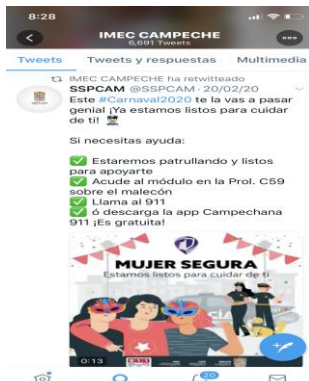 8:28
IMEC CAMPECHE
6,691 Tweets
Tweets Tweets y respuestas Multimedia
IMEC CAMPECHE ha retwitteado
SSPCAM @SSPCAM · 20/02/20
Este #Carnaval2020 te la vas a pasar
genial ¡Ya estamos listos para cuidar
de ti!
Si necesitas ayuda:
✅ Estaremos patrullando y listos
para apoyarte
✅ Acude al módulo en la Prol. C59
sobre el malecón
✅ Llama al 911
✅ ó descarga la app Campechana
911 ¡Es gratuita!
MUJER SEGURA
Estamos listos para cuidar de ti
0:13
20